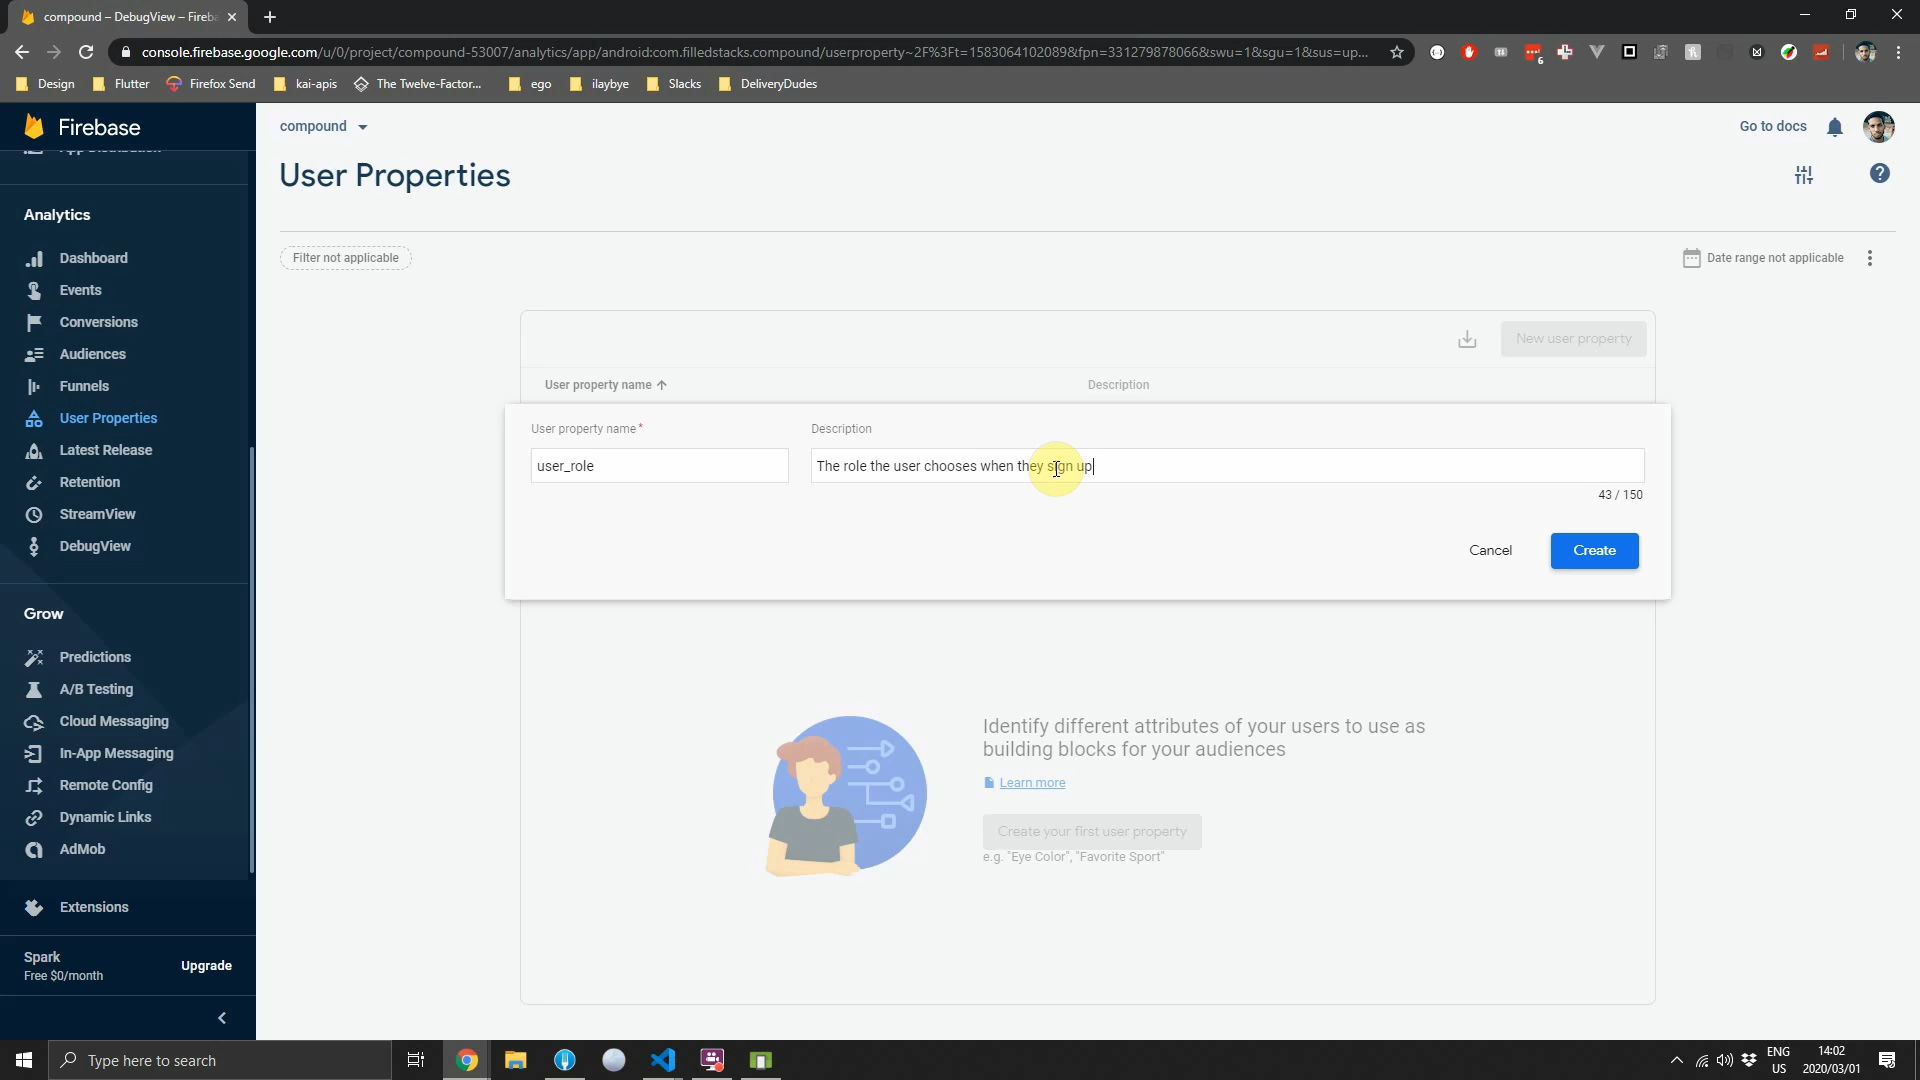 compound – DebugView – Fireba
console.firebase.google.com/u/0/project/compound-53007/analytics/app/android:com.filledstacks.compound/userproperty~2F%3Ft=1583064102089&fpn=331279878066&swu=1&sgu=1&sus=up...
6
Design
Flutter
Firefox Send
kai-apis
The Twelve-Factor...
ego
ilaybye
Slacks
DeliveryDudes
Firebase
compound
Go to docs
User Properties
App Distribution
Analytics
Dashboard
Events
Conversions
Audiences
Funnels
User Properties
Latest Release
Retention
StreamView
DebugView
Grow
Predictions
A/B Testing
Cloud Messaging
In-App Messaging
Remote Config
Dynamic Links
AdMob
Extensions
Spark
Free $0/month
Upgrade
Filter not applicable
Date range not applicable
New user property
User property name
Description
User property name*
Description
user_role
The role the user chooses when they sign up
43 / 150
Cancel
Create
Identify different attributes of your users to use as
building blocks for your audiences
Learn more
Create your first user property
e.g. "Eye Color", "Favorite Sport"
Type here to search
ENG
US
14:02
2020/03/01